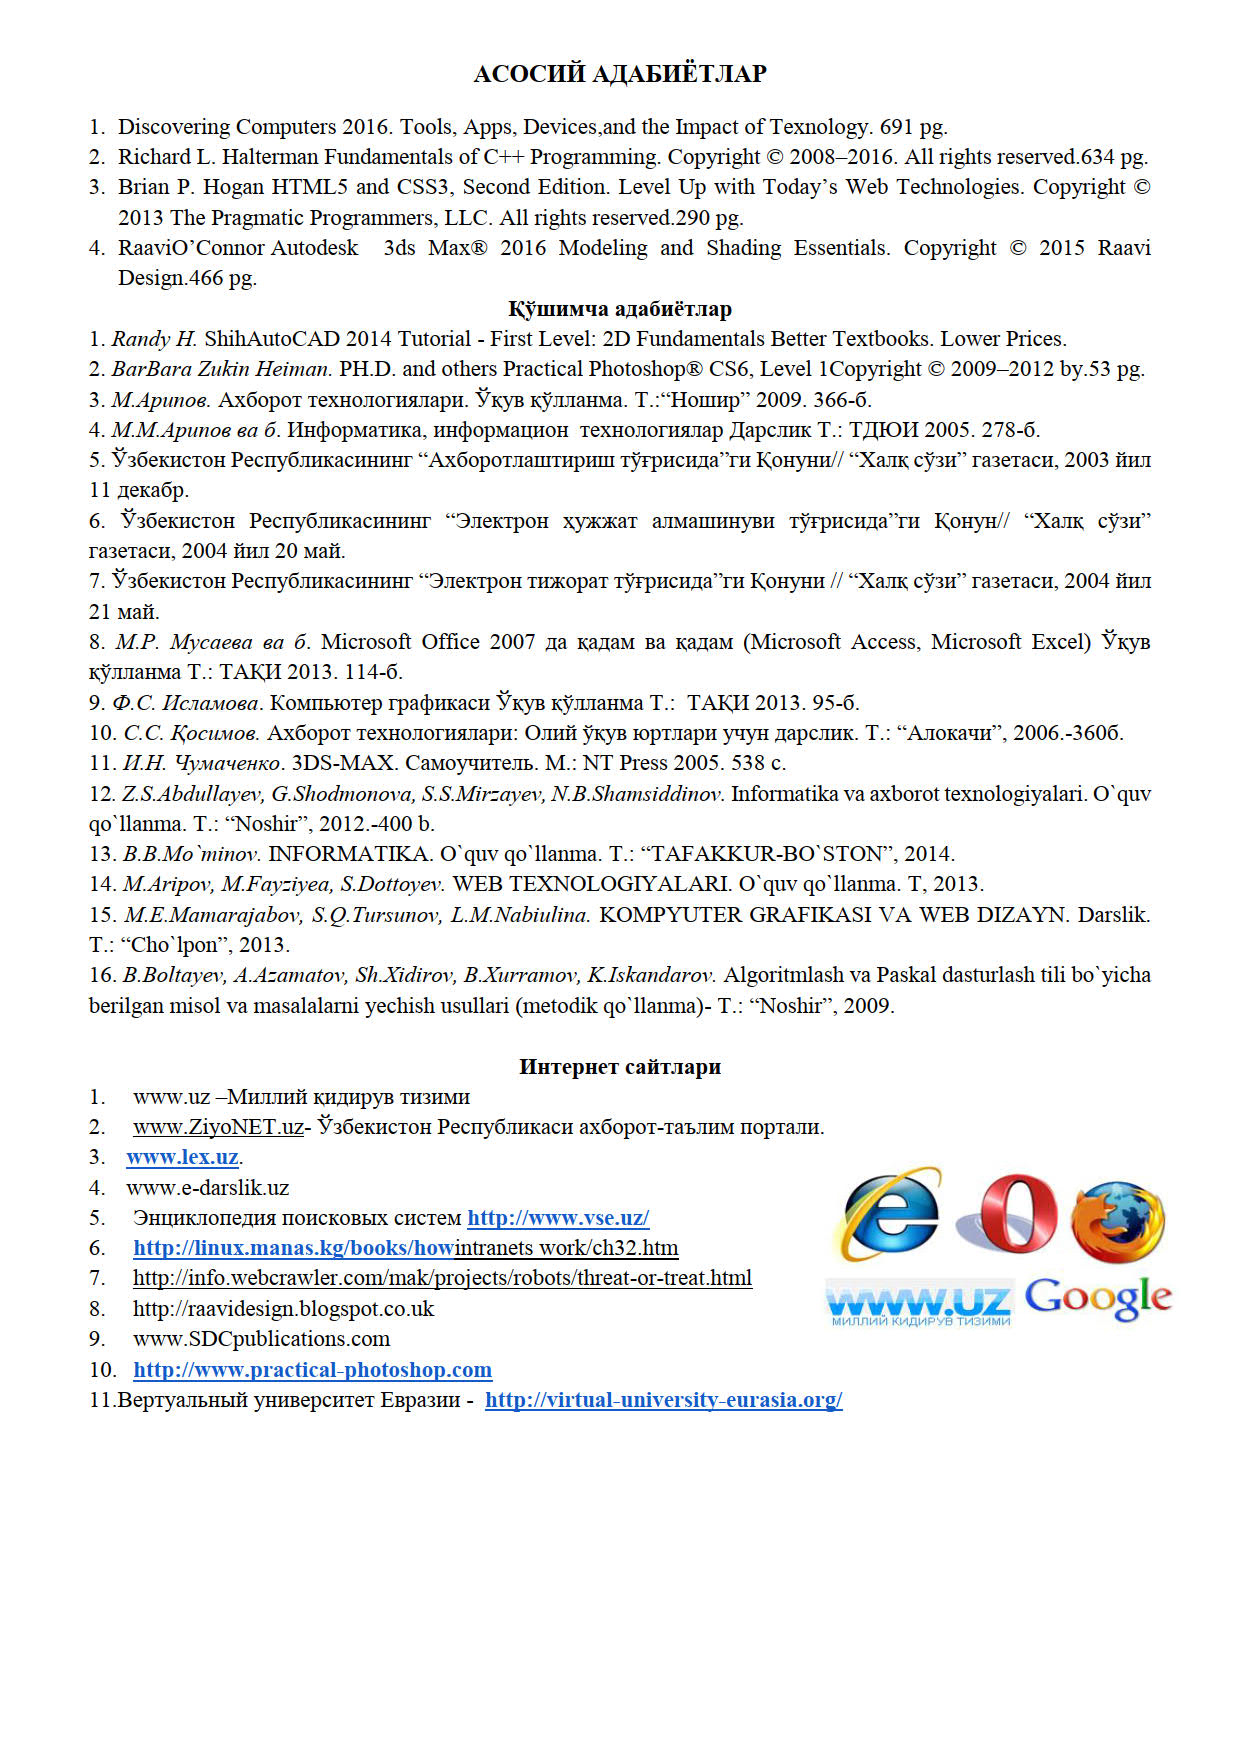 АСОСИЙ АДАБИЁТЛАР
1. Discovering Computers 2016. Tools, Apps, Devices,and the Impact of Texnology. 691 pg.
2. Richard L. Halterman Fundamentals of C++ Programming. Copyright © 2008–2016. All rights reserved.634 pg.
3. Brian P. Hogan HTML5 and CSS3, Second Edition. Level Up with Today’s Web Technologies. Copyright ©
2013 The Pragmatic Programmers, LLC. All rights reserved.290 pg.
4. RaaviO’Connor Autodesk 3ds Max® 2016 Modeling and Shading Essentials. Copyright © 2015 Raavi
Design.466 pg.
Қўшимча адабиётлар
1. Randy H. ShihAutoCAD 2014 Tutorial - First Level: 2D Fundamentals Better Textbooks. Lower Prices.
2. BarBara Zukin Heiman. PH.D. and others Practical Photoshop® CS6, Level 1Copyright © 2009–2012 by.53 pg.
3. М.Арипов. Ахборот технологиялари. Ўқув қўлланма. Т.:“Ношир” 2009. 366-б.
4. М.М.Арипов ва б. Информатика, информацион технологиялар Дарслик Т.: ТДЮИ 2005. 278-б.
5. Ўзбекистон Республикасининг “Ахборотлаштириш тўғрисида”ги Қонуни// “Халқ сўзи” газетаси, 2003 йил
11 декабр.
6. Ўзбекистон Республикасининг “Электрон ҳужжат алмашинуви тўғрисида”ги Қонун// “Халқ сўзи”
газетаси, 2004 йил 20 май.
7. Ўзбекистон Республикасининг “Электрон тижорат тўғрисида”ги Қонуни // “Халқ сўзи” газетаси, 2004 йил
21 май.
8. М.Р. Мусаева ва б. Microsoft Office 2007 да қадам ва қадам (Microsoft Access, Microsoft Excel) Ўқув
қўлланма Т.: ТАҚИ 2013. 114-б.
9. Ф.С. Исламова. Компьютер графикаси Ўқув қўлланма Т.: ТАҚИ 2013. 95-б.
10. С.С. Қосимов. Ахборот технологиялари: Олий ўқув юртлари учун дарслик. Т.: “Алокачи”, 2006.-360б.
11. И.Н. Чумаченко. 3DS-MAX. Самоучитель. М.: NT Press 2005. 538 с.
12. Z.S.Abdullayev, G.Shodmonova, S.S.Mirzayev, N.B.Shamsiddinov. Informatika va axborot texnologiyalari. O`quv
qo`llanma. T.: “Noshir”, 2012.-400 b.
13. B.B.Mo`minov. INFORMATIKA. O`quv qo`llanma. T.: “TAFAKKUR-BO`STON”, 2014.
14. M.Aripov, M.Fayziyea, S.Dottoyev. WEB TEXNOLOGIYALARI. O`quv qo`llanma. T, 2013.
15. M.E.Mamarajabov, S.Q.Tursunov, L.M.Nabiulina. KOMPYUTER GRAFIKASI VA WEB DIZAYN. Darslik.
T.: “Cho`lpon”, 2013.
16. B.Boltayev, A.Azamatov, Sh.Xidirov, B.Xurramov, K.Iskandarov. Algoritmlash va Paskal dasturlash tili bo`yicha
berilgan misol va masalalarni yechish usullari (metodik qo`llanma)- T.: “Noshir”, 2009.
Интернет сайтлари
1. www.uz –Миллий қидирув тизими
2. www.ZiyoNET.uz- Ўзбекистон Республикаси ахборот-таълим портали.
3. www.lex.uz.
4. www.e-darslik.uz
5. Энциклопедия поисковых систем http://www.vse.uz/
6. http://linux.manas.kg/books/howintranets work/ch32.htm
7. http://info.webcrawler.com/mak/projects/robots/threat-or-treat.html
8. http://raavidesign.blogspot.co.uk
9. www.SDCpublications.com
10. http://www.practical-photoshop.com
11.Вертуальный университет Евразии - http://virtual-university-eurasia.org/
WWW.UZ
МИЛЛИЙ КИДИРУВ ТИЗИМИ
Google